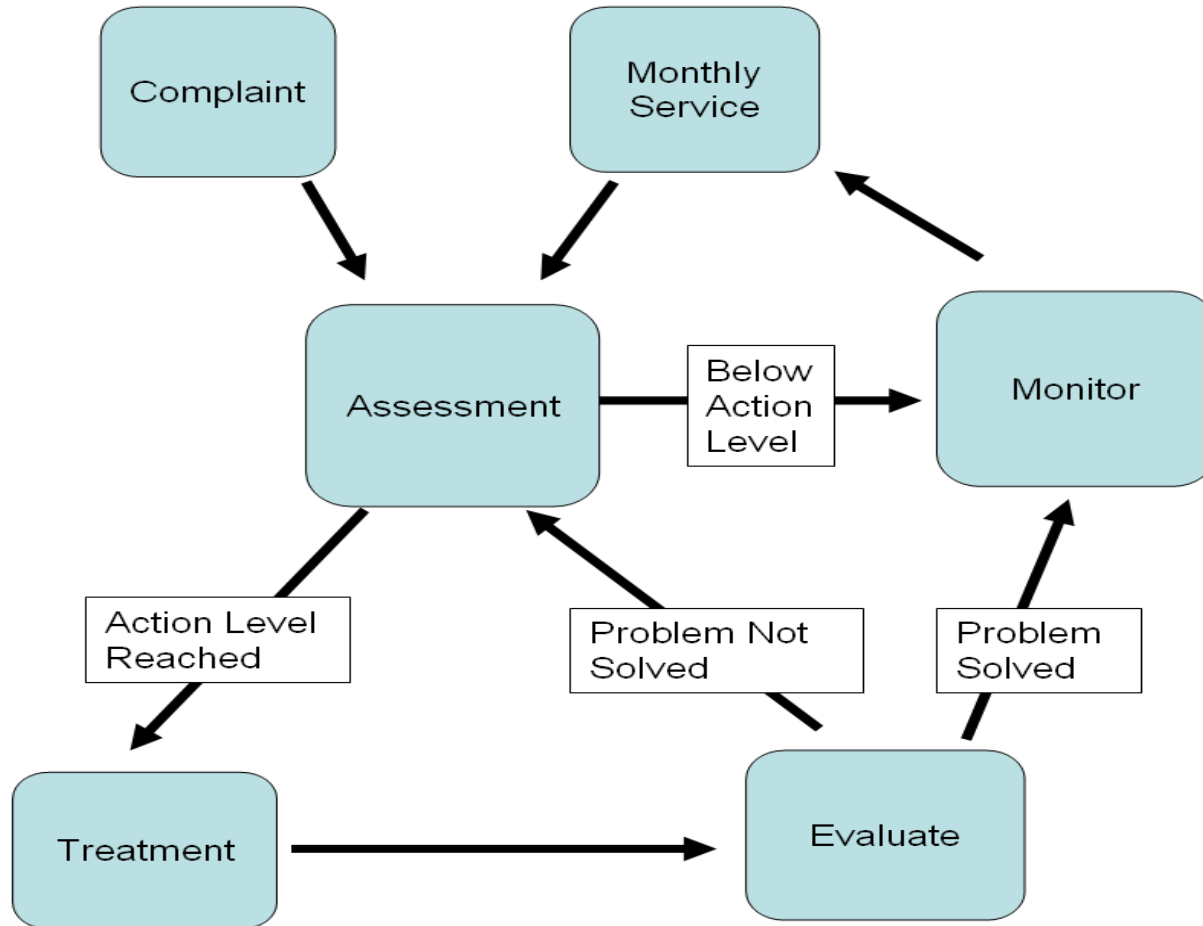 Complaint
Monthly
Service
Assessment
Below
Action
Level
Monitor
Action Level
Reached
Problem Not
Solved
Problem
Solved
Treatment
Evaluate